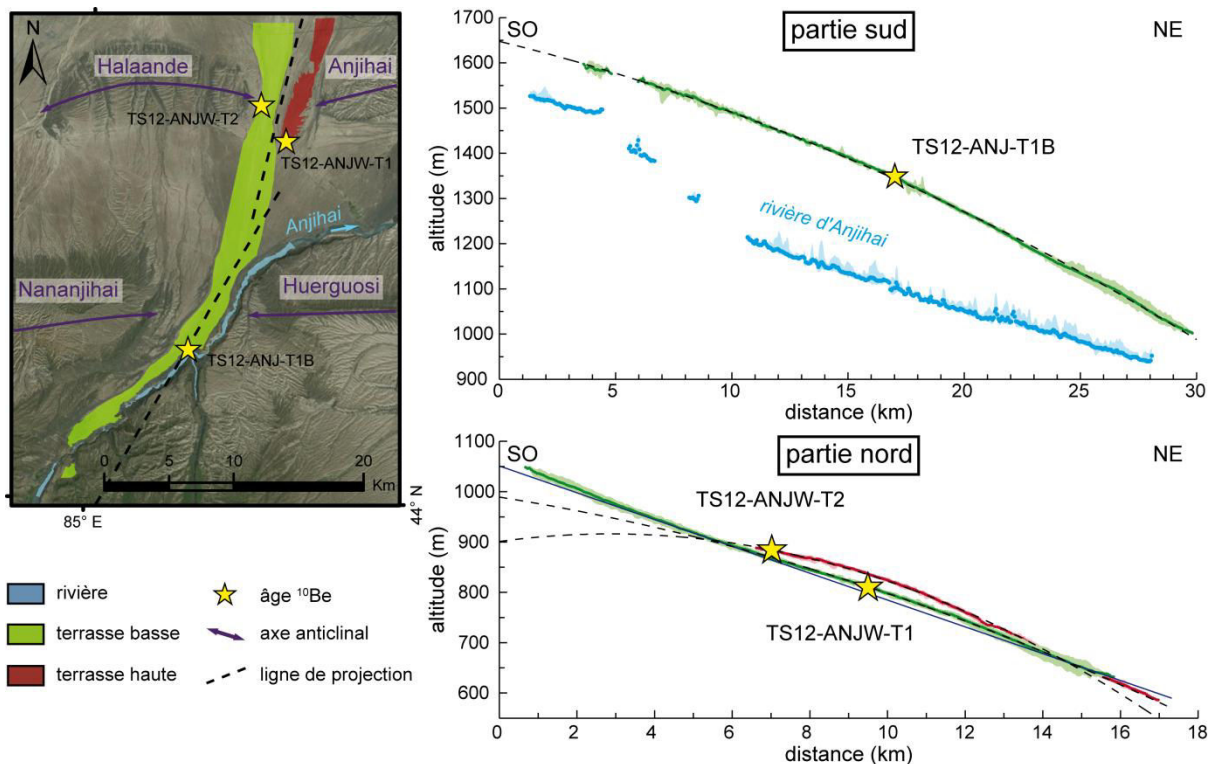 N
Halaande
Anjihai
TS12-ANJW-T2
TS12-ANJW-T1
Anjihai
Nananjihai
Huerguosi
TS12-ANJ-T1B
0 10 20
Km
85° E
44° N
rivière
terrasse basse
terrasse haute
âge ¹⁰Be
axe anticlinal
ligne de projection
SO
partie sud
NE
1700
1600
1500
1400
1300
1200
1100
1000
900
altitude (m)
TS12-ANJ-T1B
rivière d'Anjihai
0 5 10 15 20 25 30
distance (km)
SO
partie nord
NE
1100
1000
900
800
700
600
altitude (m)
TS12-ANJW-T2
TS12-ANJW-T1
0 2 4 6 8 10 12 14 16 18
distance (km)